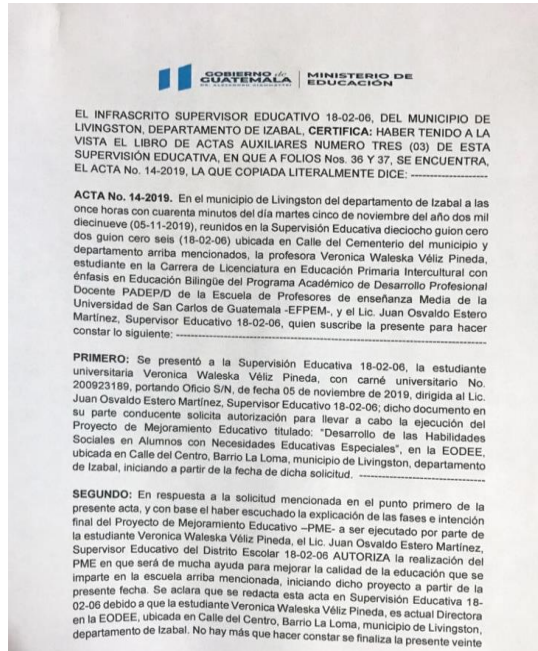 GOBIERNO de
GUATEMALA
DR. ALEJANDRO GIAMMATTEI
MINISTERIO DE
EDUCACIÓN
EL INFRASCRITO SUPERVISOR EDUCATIVO 18-02-06, DEL MUNICIPIO DE
LIVINGSTON, DEPARTAMENTO DE IZABAL, CERTIFICA: HABER TENIDO A LA
VISTA EL LIBRO DE ACTAS AUXILIARES NUMERO TRES (03) DE ESTA
SUPERVISIÓN EDUCATIVA, EN QUE A FOLIOS Nos. 36 Y 37, SE ENCUENTRA,
EL ACTA No. 14-2019, LA QUE COPIADA LITERALMENTE DICE: --------------------
ACTA No. 14-2019. En el municipio de Livingston del departamento de Izabal a las
once horas con cuarenta minutos del día martes cinco de noviembre del año dos mil
diecinueve (05-11-2019), reunidos en la Supervisión Educativa dieciocho guion cero
dos guion cero seis (18-02-06) ubicada en Calle del Cementerio del municipio y
departamento arriba mencionados, la profesora Veronica Waleska Véliz Pineda,
estudiante en la Carrera de Licenciatura en Educación Primaria Intercultural con
énfasis en Educación Bilingüe del Programa Académico de Desarrollo Profesional
Docente PADEP/D de la Escuela de Profesores de enseñanza Media de la
Universidad de San Carlos de Guatemala -EFPEM-, y el Lic. Juan Osvaldo Estero
Martínez, Supervisor Educativo 18-02-06, quien suscribe la presente para hacer
constar lo siguiente: --------------------
PRIMERO: Se presentó a la Supervisión Educativa 18-02-06, la estudiante
universitaria Veronica Waleska Véliz Pineda, con carné universitario No.
200923189, portando Oficio S/N, de fecha 05 de noviembre de 2019, dirigida al Lic.
Juan Osvaldo Estero Martínez, Supervisor Educativo 18-02-06; dicho documento en
su parte conducente solicita autorización para llevar a cabo la ejecución del
Proyecto de Mejoramiento Educativo titulado: "Desarrollo de las Habilidades
Sociales en Alumnos con Necesidades Educativas Especiales", en la EODEE,
ubicada en Calle del Centro, Barrio La Loma, municipio de Livingston, departamento
de Izabal, iniciando a partir de la fecha de dicha solicitud. --------------------
SEGUNDO: En respuesta a la solicitud mencionada en el punto primero de la
presente acta, y con base el haber escuchado la explicación de las fases e intención
final del Proyecto de Mejoramiento Educativo –PME- a ser ejecutado por parte de
la estudiante Veronica Waleska Véliz Pineda, el Lic. Juan Osvaldo Estero Martínez,
Supervisor Educativo del Distrito Escolar 18-02-06 AUTORIZA la realización del
PME en que será de mucha ayuda para mejorar la calidad de la educación que se
imparte en la escuela arriba mencionada, iniciando dicho proyecto a partir de la
presente fecha. Se aclara que se redacta esta acta en Supervisión Educativa 18-
02-06 debido a que la estudiante Veronica Waleska Véliz Pineda, es actual Directora
en la EODEE, ubicada en Calle del Centro, Barrio La Loma, municipio de Livingston,
departamento de Izabal. No hay más que hacer constar se finaliza la presente veinte